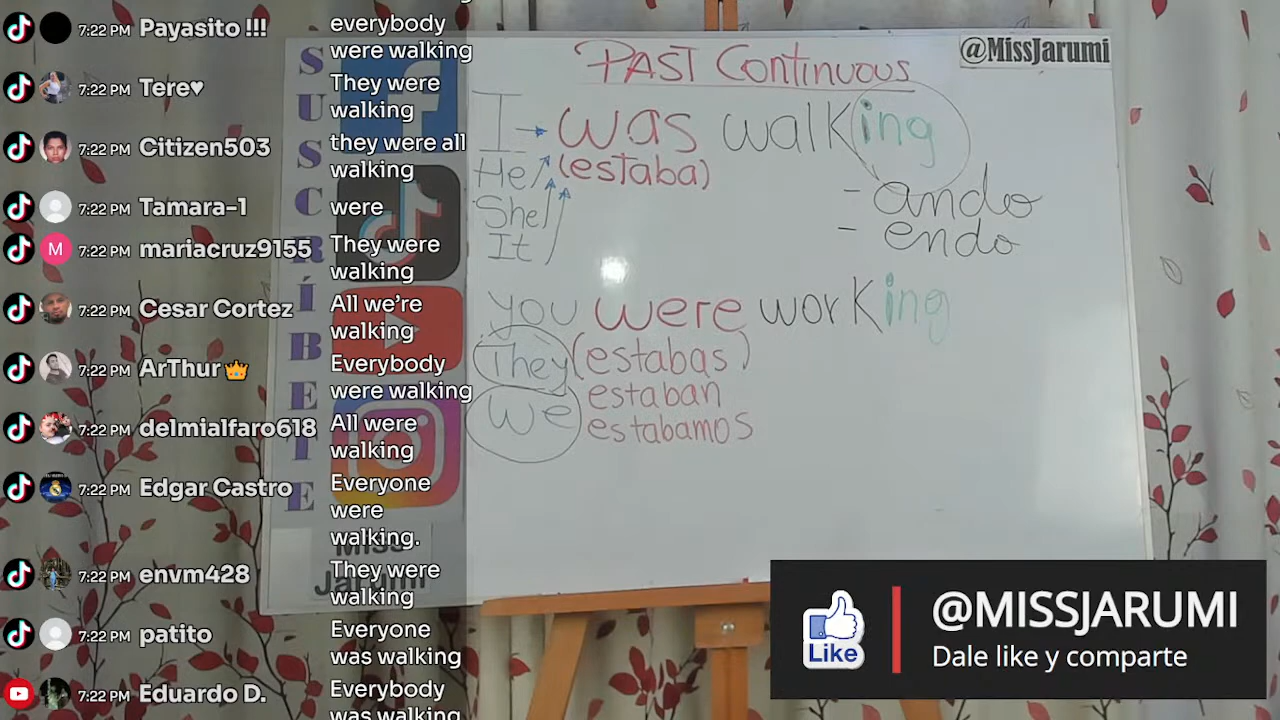 7:22 PM Payasito !!! everybody
were walking
7:22 PM Tere♥ They were
walking
7:22 PM Citizen503 they were all
walking
7:22 PM Tamara-1 were
M 7:22 PM mariacruz9155 They were
walking
7:22 PM Cesar Cortez All we're
walking
7:22 PM ArThur👑 Everybody
were walking
7:22 PM delmialfaro618 All were
walking
7:22 PM Edgar Castro Everyone
were
walking.
7:22 PM envm428 They were
walking
7:22 PM patito Everyone
was walking
7:22 PM Eduardo D. Everybody
was walking
SUSCRÍBETE
Miss
Jarumi
PAST Continuous
@MissJarumi
I was walking
He (estaba)
She
It
- ando
- endo
you were working
They (estabas)
We estaban
estabamos
Like
@MISSJARUMI
Dale like y comparte